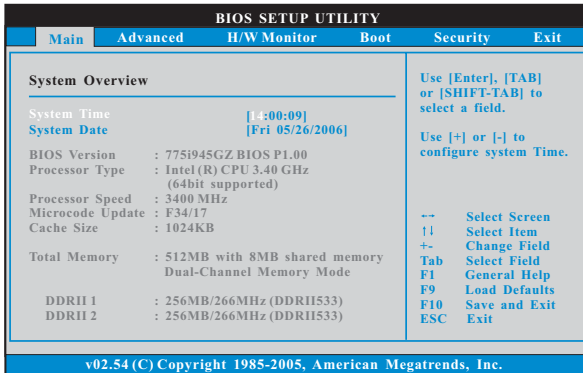 BIOS SETUP UTILITY
Main Advanced H/W Monitor Boot Security Exit
System Overview
System Time [14:00:09]
System Date [Fri 05/26/2006]
BIOS Version : 775i945GZ BIOS P1.00
Processor Type : Intel (R) CPU 3.40 GHz
(64bit supported)
Processor Speed : 3400 MHz
Microcode Update : F34/17
Cache Size : 1024KB
Total Memory : 512MB with 8MB shared memory
Dual-Channel Memory Mode
DDRII 1 : 256MB/266MHz (DDRII533)
DDRII 2 : 256MB/266MHz (DDRII533)
Use [Enter], [TAB]
or [SHIFT-TAB] to
select a field.
Use [+] or [-] to
configure system Time.
←→ Select Screen
↑↓ Select Item
+- Change Field
Tab Select Field
F1 General Help
F9 Load Defaults
F10 Save and Exit
ESC Exit
v02.54 (C) Copyright 1985-2005, American Megatrends, Inc.